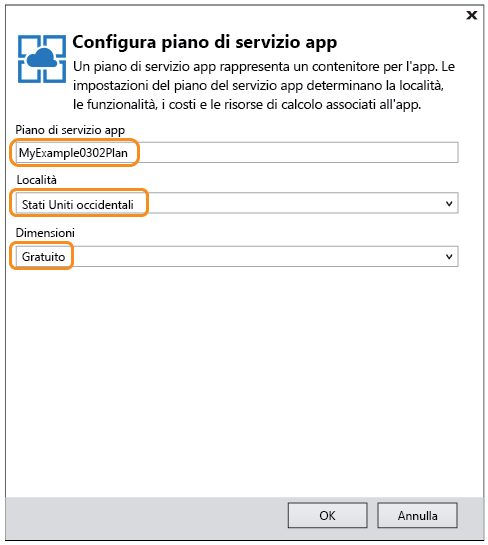 Configura piano di servizio app
Un piano di servizio app rappresenta un contenitore per l'app. Le
impostazioni del piano del servizio app determinano la località,
le funzionalità, i costi e le risorse di calcolo associati all'app.
Piano di servizio app
MyExample0302Plan
Località
Stati Uniti occidentali
Dimensioni
Gratuito
OK
Annulla